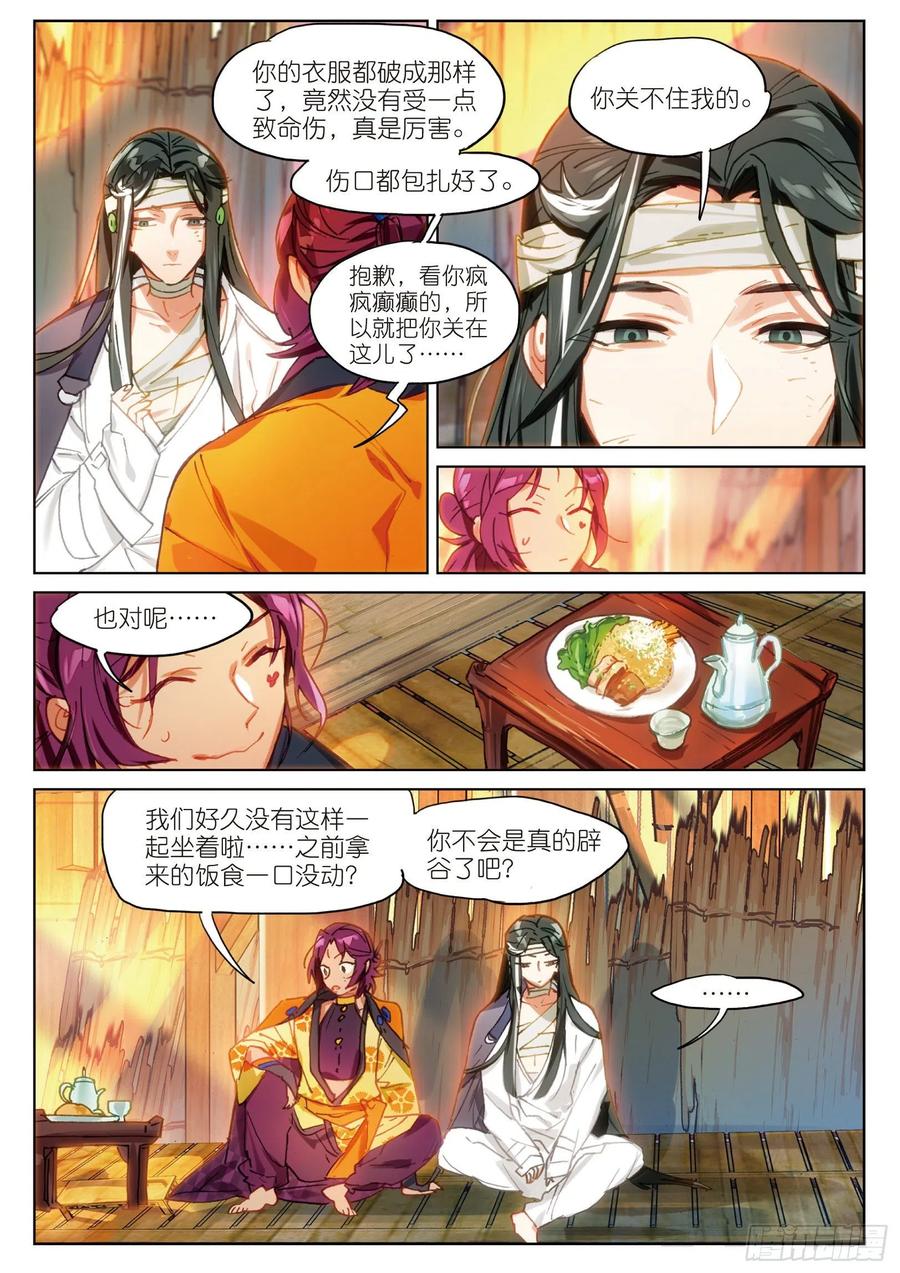 你的衣服都破成那样
了，竟然没有受一点
致命伤，真是厉害。
伤口都包扎好了。
抱歉，看你疯
疯癫癫的，所
以就把你关在
这儿了……
你关不住我的。
也对呢……
我们好久没有这样一
起坐着啦……之前拿
来的饭食一口没动？
你不会是真的辟
谷了吧？
……
腾讯动漫